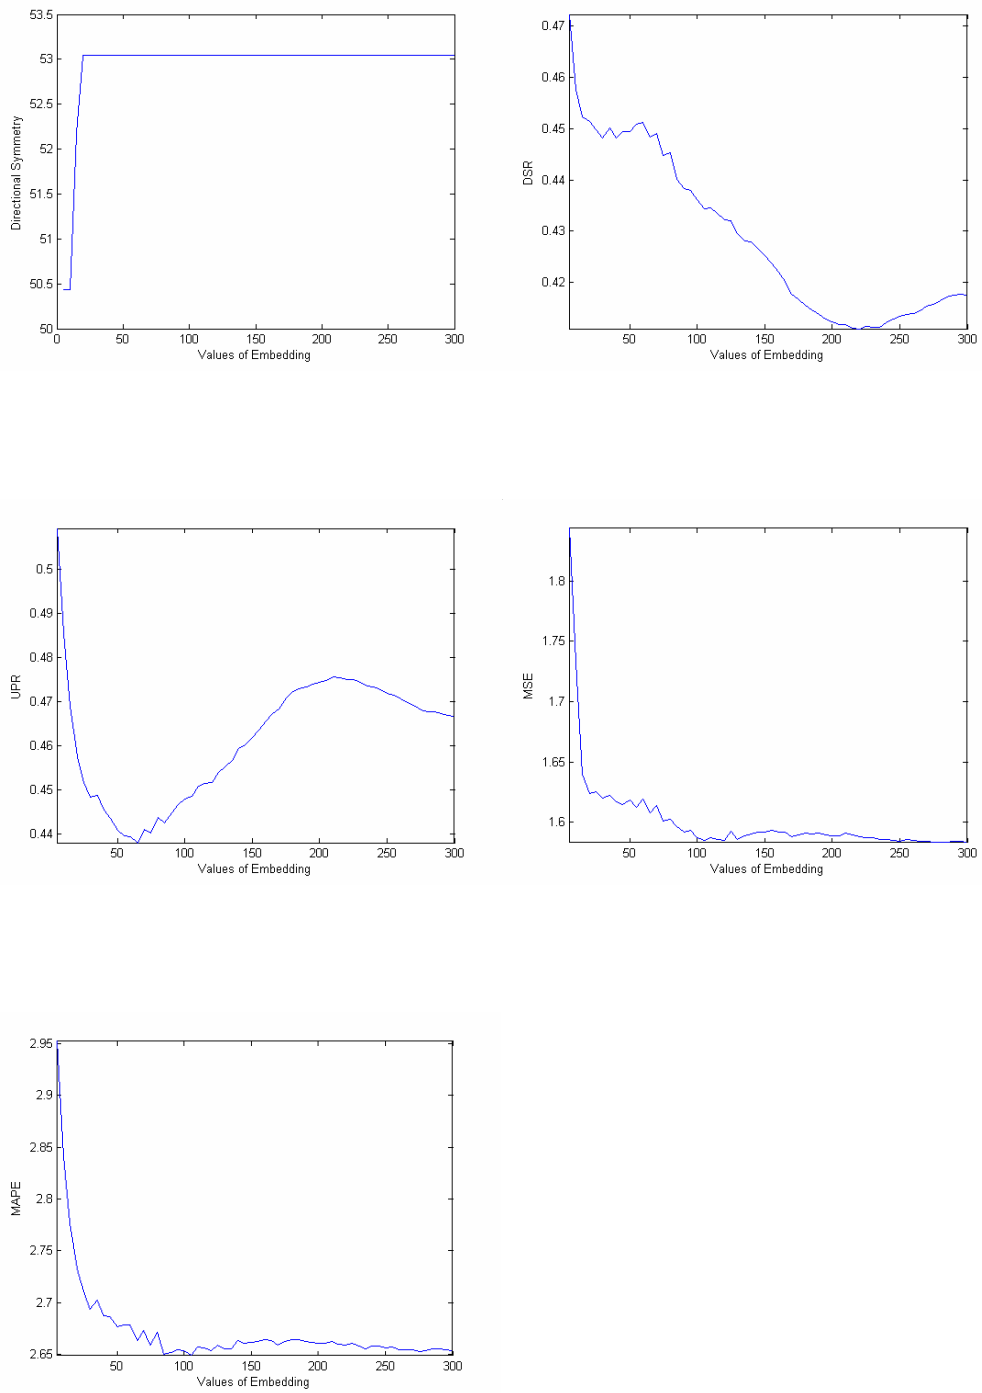 53.5
53
52.5
52
51.5
51
50.5
50
Directional Symmetry
0 50 100 150 200 250 300
Values of Embedding
0.47
0.46
0.45
0.44
0.43
0.42
DSR
50 100 150 200 250 300
Values of Embedding
0.5
0.49
0.48
0.47
0.46
0.45
0.44
UPR
50 100 150 200 250 300
Values of Embedding
1.8
1.75
1.7
1.65
1.6
MSE
50 100 150 200 250 300
Values of Embedding
2.95
2.9
2.85
2.8
2.75
2.7
2.65
MAPE
50 100 150 200 250 300
Values of Embedding